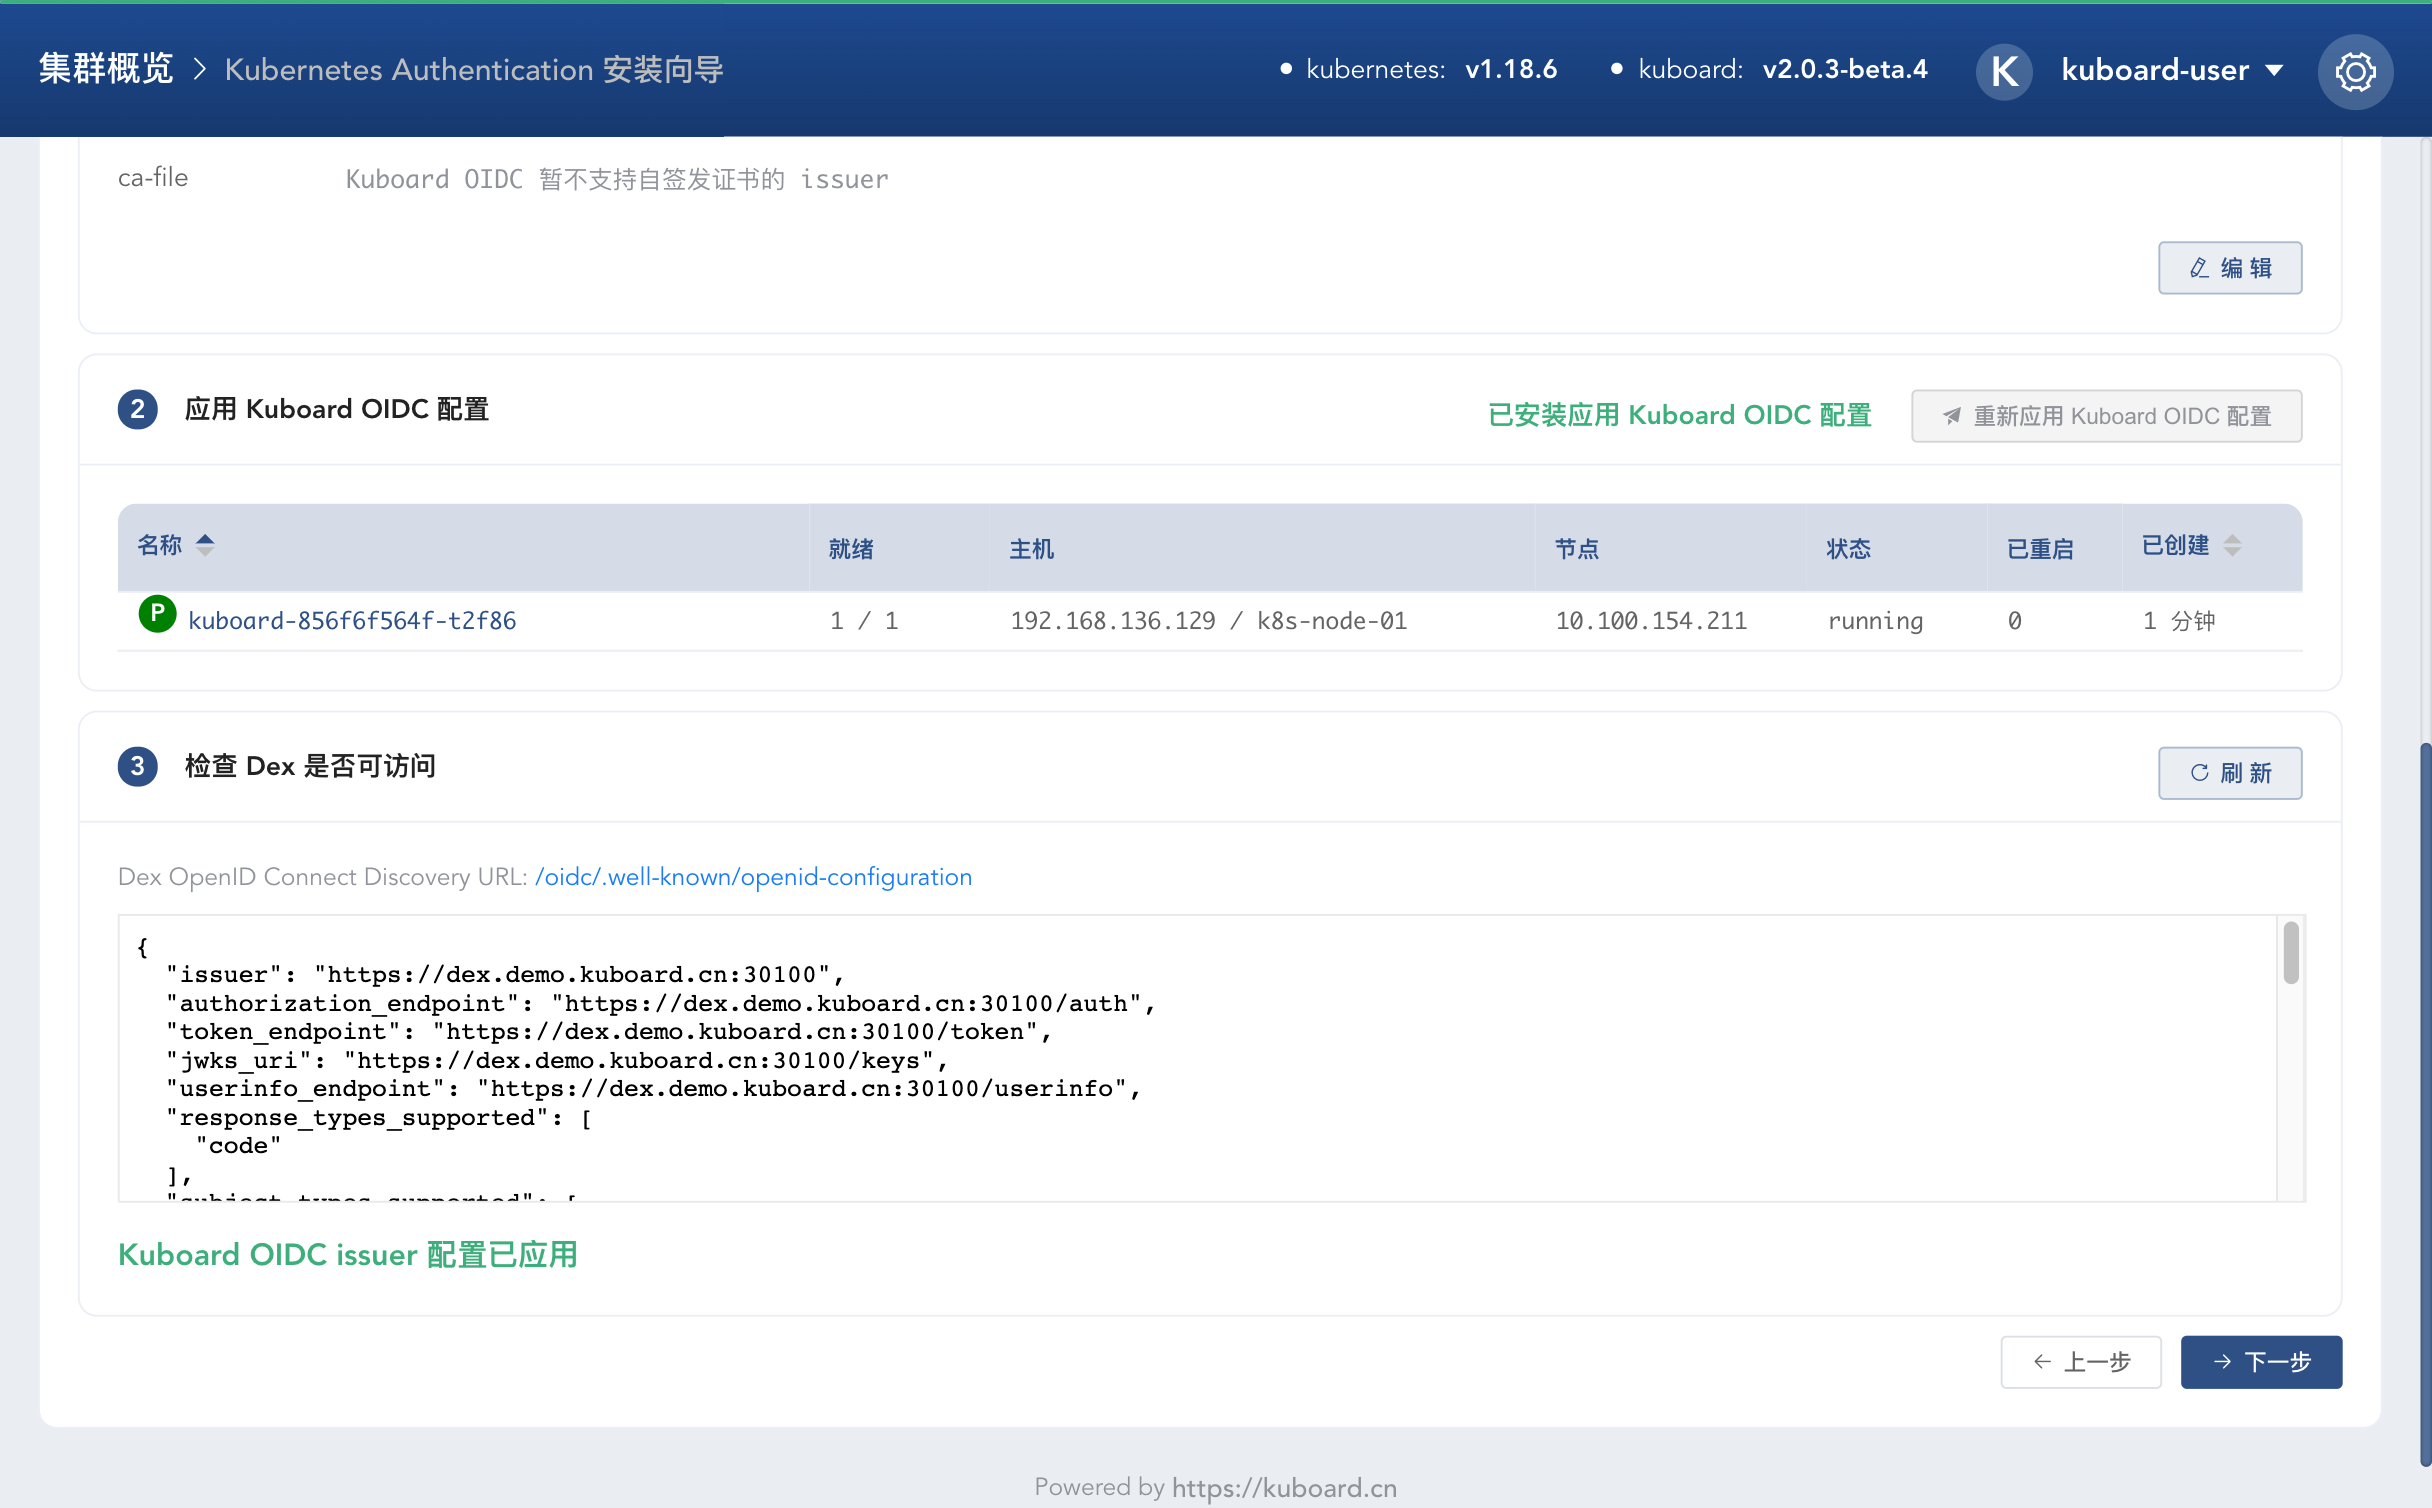 集群概览 > Kubernetes Authentication 安装向导
• kubernetes: v1.18.6 • kuboard: v2.0.3-beta.4 K kuboard-user
ca-file Kuboard OIDC 暂不支持自签发证书的 issuer
编 辑
2 应用 Kuboard OIDC 配置 已安装应用 Kuboard OIDC 配置 重新应用 Kuboard OIDC 配置
名称 就绪 主机 节点 状态 已重启 已创建
P kuboard-856f6f564f-t2f86 1 / 1 192.168.136.129 / k8s-node-01 10.100.154.211 running 0 1 分钟
3 检查 Dex 是否可访问 刷 新
Dex OpenID Connect Discovery URL: /oidc/.well-known/openid-configuration
{
"issuer": "https://dex.demo.kuboard.cn:30100",
"authorization_endpoint": "https://dex.demo.kuboard.cn:30100/auth",
"token_endpoint": "https://dex.demo.kuboard.cn:30100/token",
"jwks_uri": "https://dex.demo.kuboard.cn:30100/keys",
"userinfo_endpoint": "https://dex.demo.kuboard.cn:30100/userinfo",
"response_types_supported": [
"code"
],
"subject_types_supported": [
Kuboard OIDC issuer 配置已应用
← 上一步 → 下一步
Powered by https://kuboard.cn